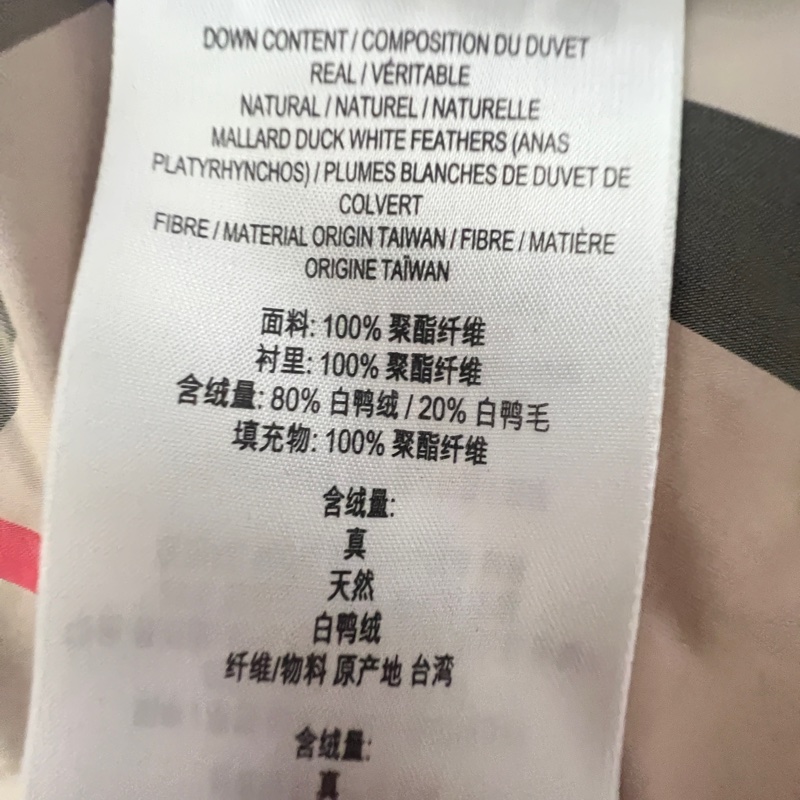 DOWN CONTENT / COMPOSITION DU DUVET
REAL / VÉRITABLE
NATURAL / NATUREL / NATURELLE
MALLARD DUCK WHITE FEATHERS (ANAS
PLATYRHYNCHOS) / PLUMES BLANCHES DE DUVET DE
COLVERT
FIBRE / MATERIAL ORIGIN TAIWAN / FIBRE / MATIÈRE
ORIGINE TAÏWAN
面料: 100% 聚酯纤维
衬里: 100% 聚酯纤维
含绒量: 80% 白鸭绒 / 20% 白鸭毛
填充物: 100% 聚酯纤维
含绒量:
真
天然
白鸭绒
纤维/物料 原产地 台湾
含绒量:
真